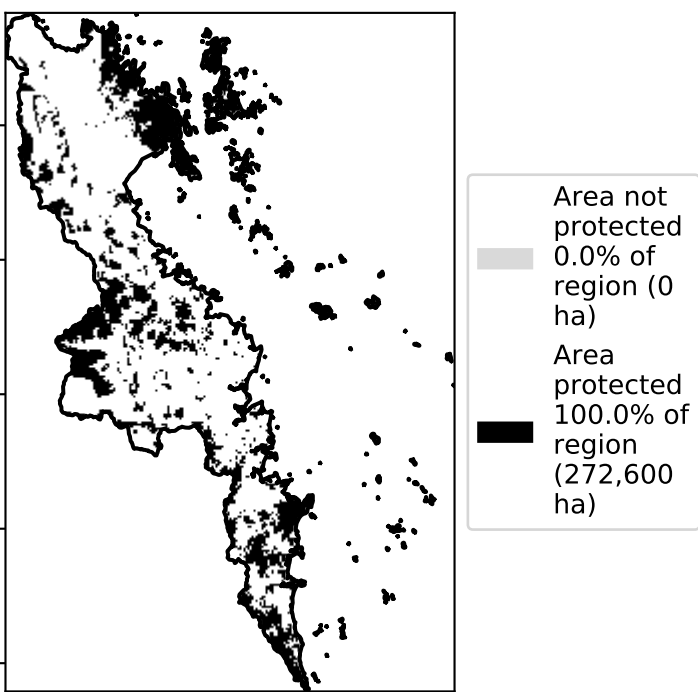 Area not
protected
0.0% of
region (0
ha)
Area
protected
100.0% of
region
(272,600
ha)